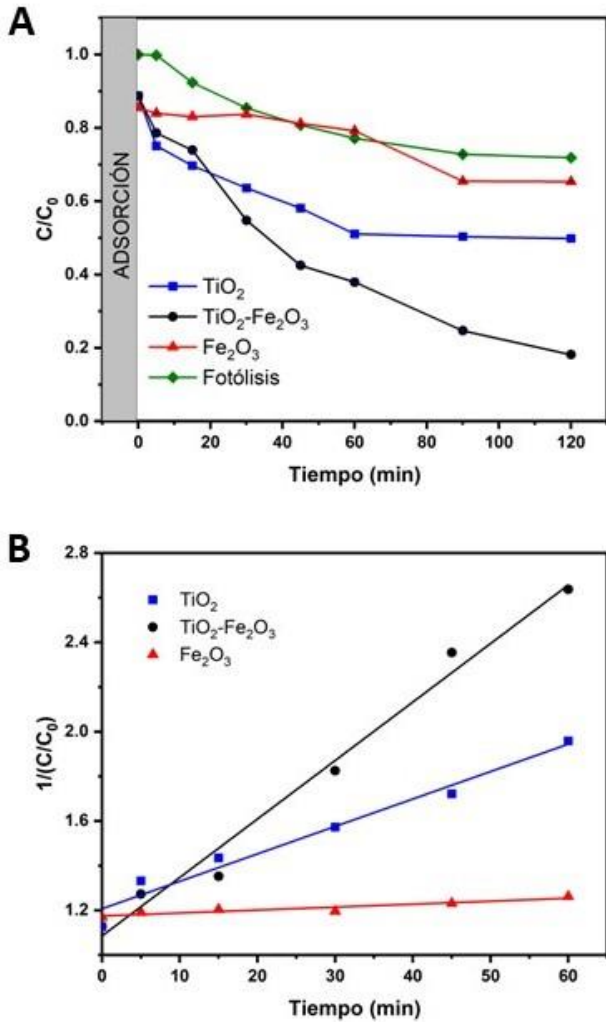 A
1.0
0.8
0.6
0.4
0.2
0.0
C/C₀
ADSORCIÓN
TiO₂
TiO₂-Fe₂O₃
Fe₂O₃
Fotólisis
0 20 40 60 80 100 120
Tiempo (min)
B
2.8
2.4
2.0
1.6
1.2
1/(C/C₀)
TiO₂
TiO₂-Fe₂O₃
Fe₂O₃
0 10 20 30 40 50 60
Tiempo (min)